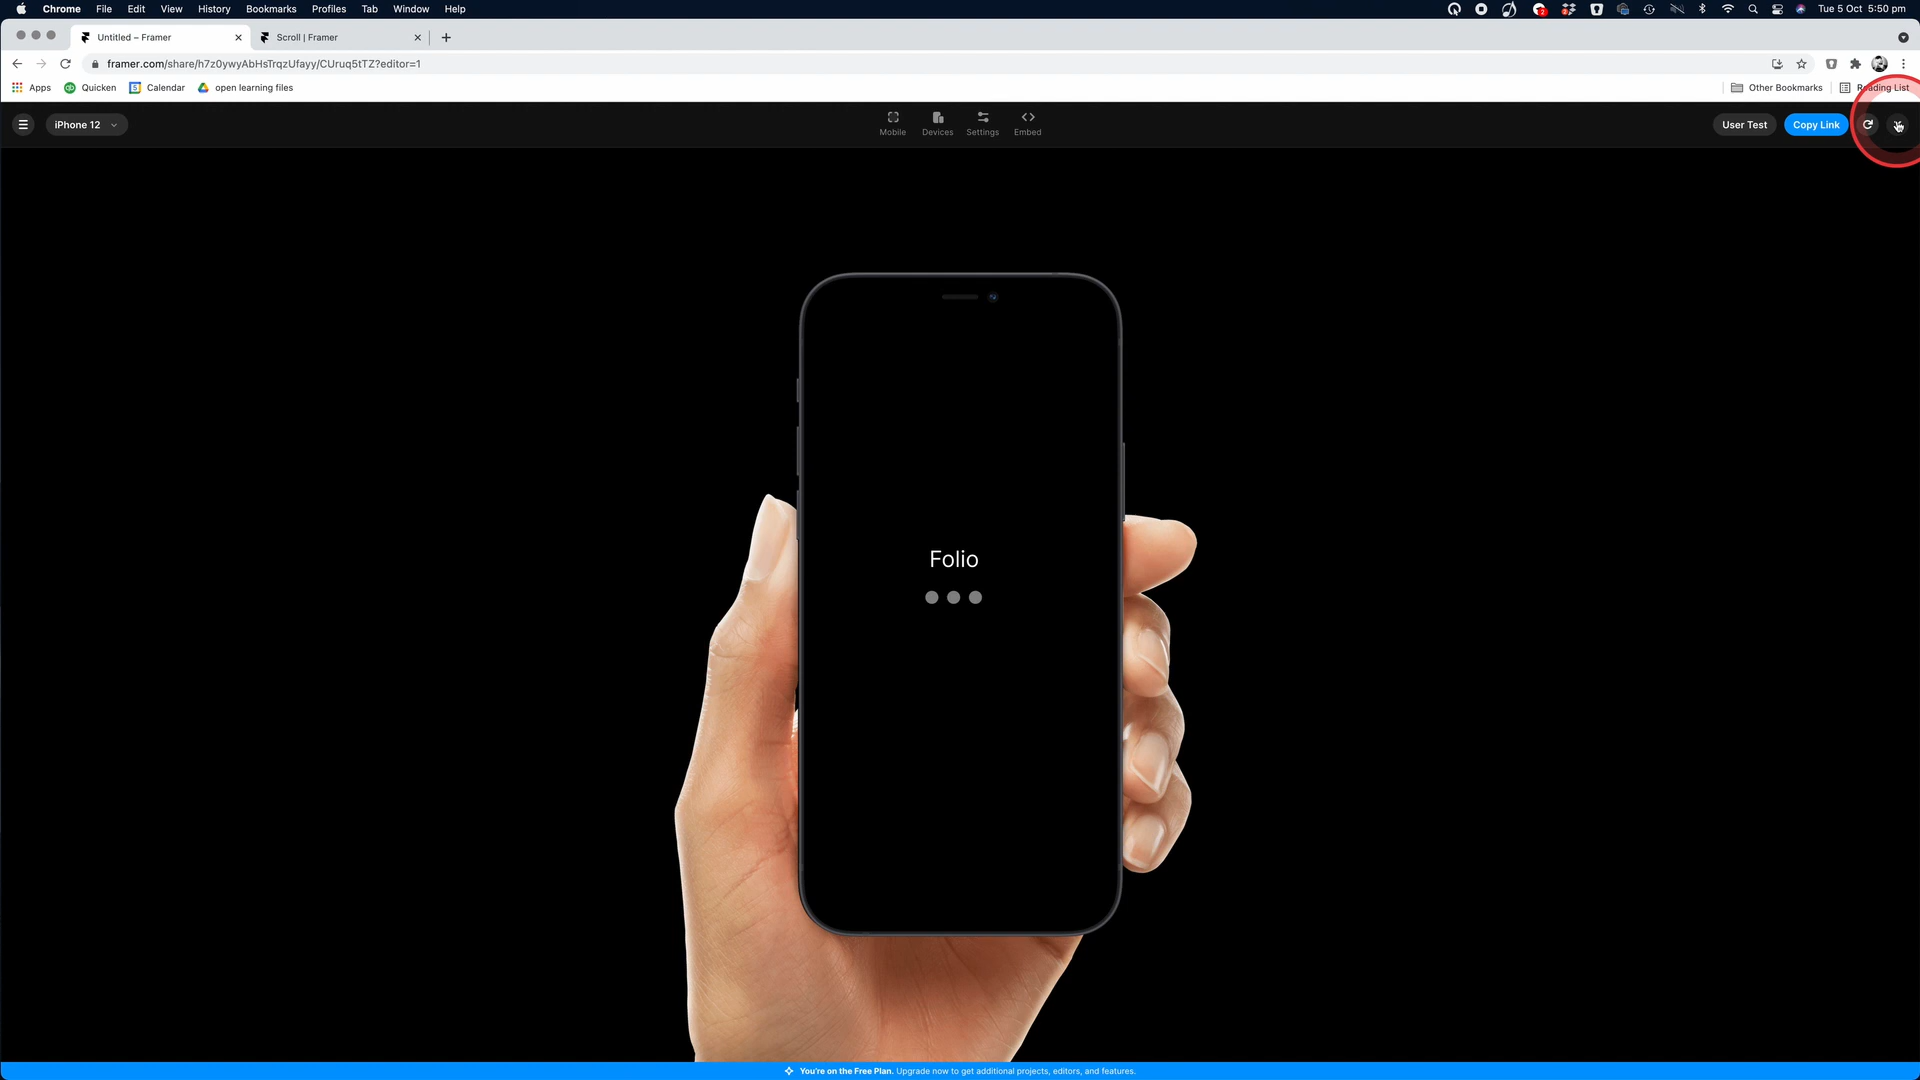 Chrome File Edit View History Bookmarks Profiles Tab Window Help
Tue 5 Oct 5:50 pm
Untitled – Framer
Scroll | Framer
framer.com/share/h7z0ywyAbHsTrqzUfayy/CUruq5tTZ?editor=1
Apps Quicken Calendar open learning files
Other Bookmarks Reading List
iPhone 12
Mobile Devices Settings Embed
User Test Copy Link
Folio
You're on the Free Plan. Upgrade now to get additional projects, editors, and features.